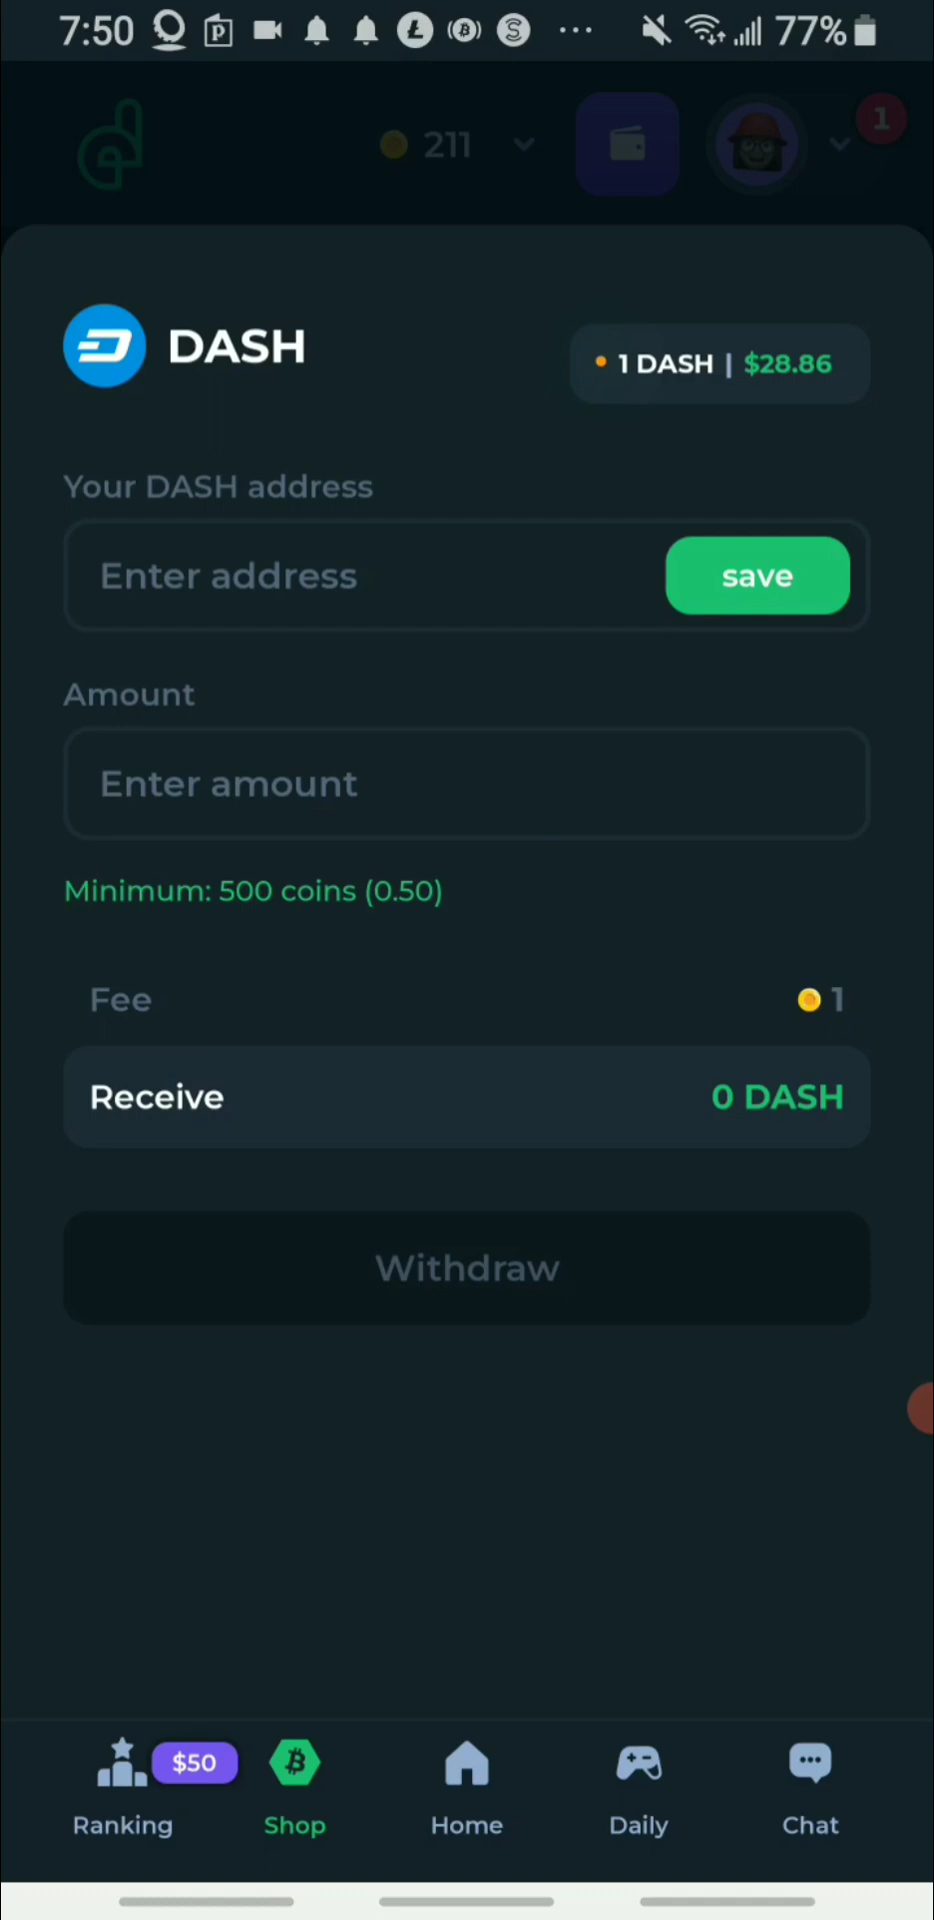 7:50
77%
211
1
DASH
1 DASH | $28.86
Your DASH address
Enter address
save
Amount
Enter amount
Minimum: 500 coins (0.50)
Fee
1
Receive
0 DASH
Withdraw
$50
Ranking
Shop
Home
Daily
Chat